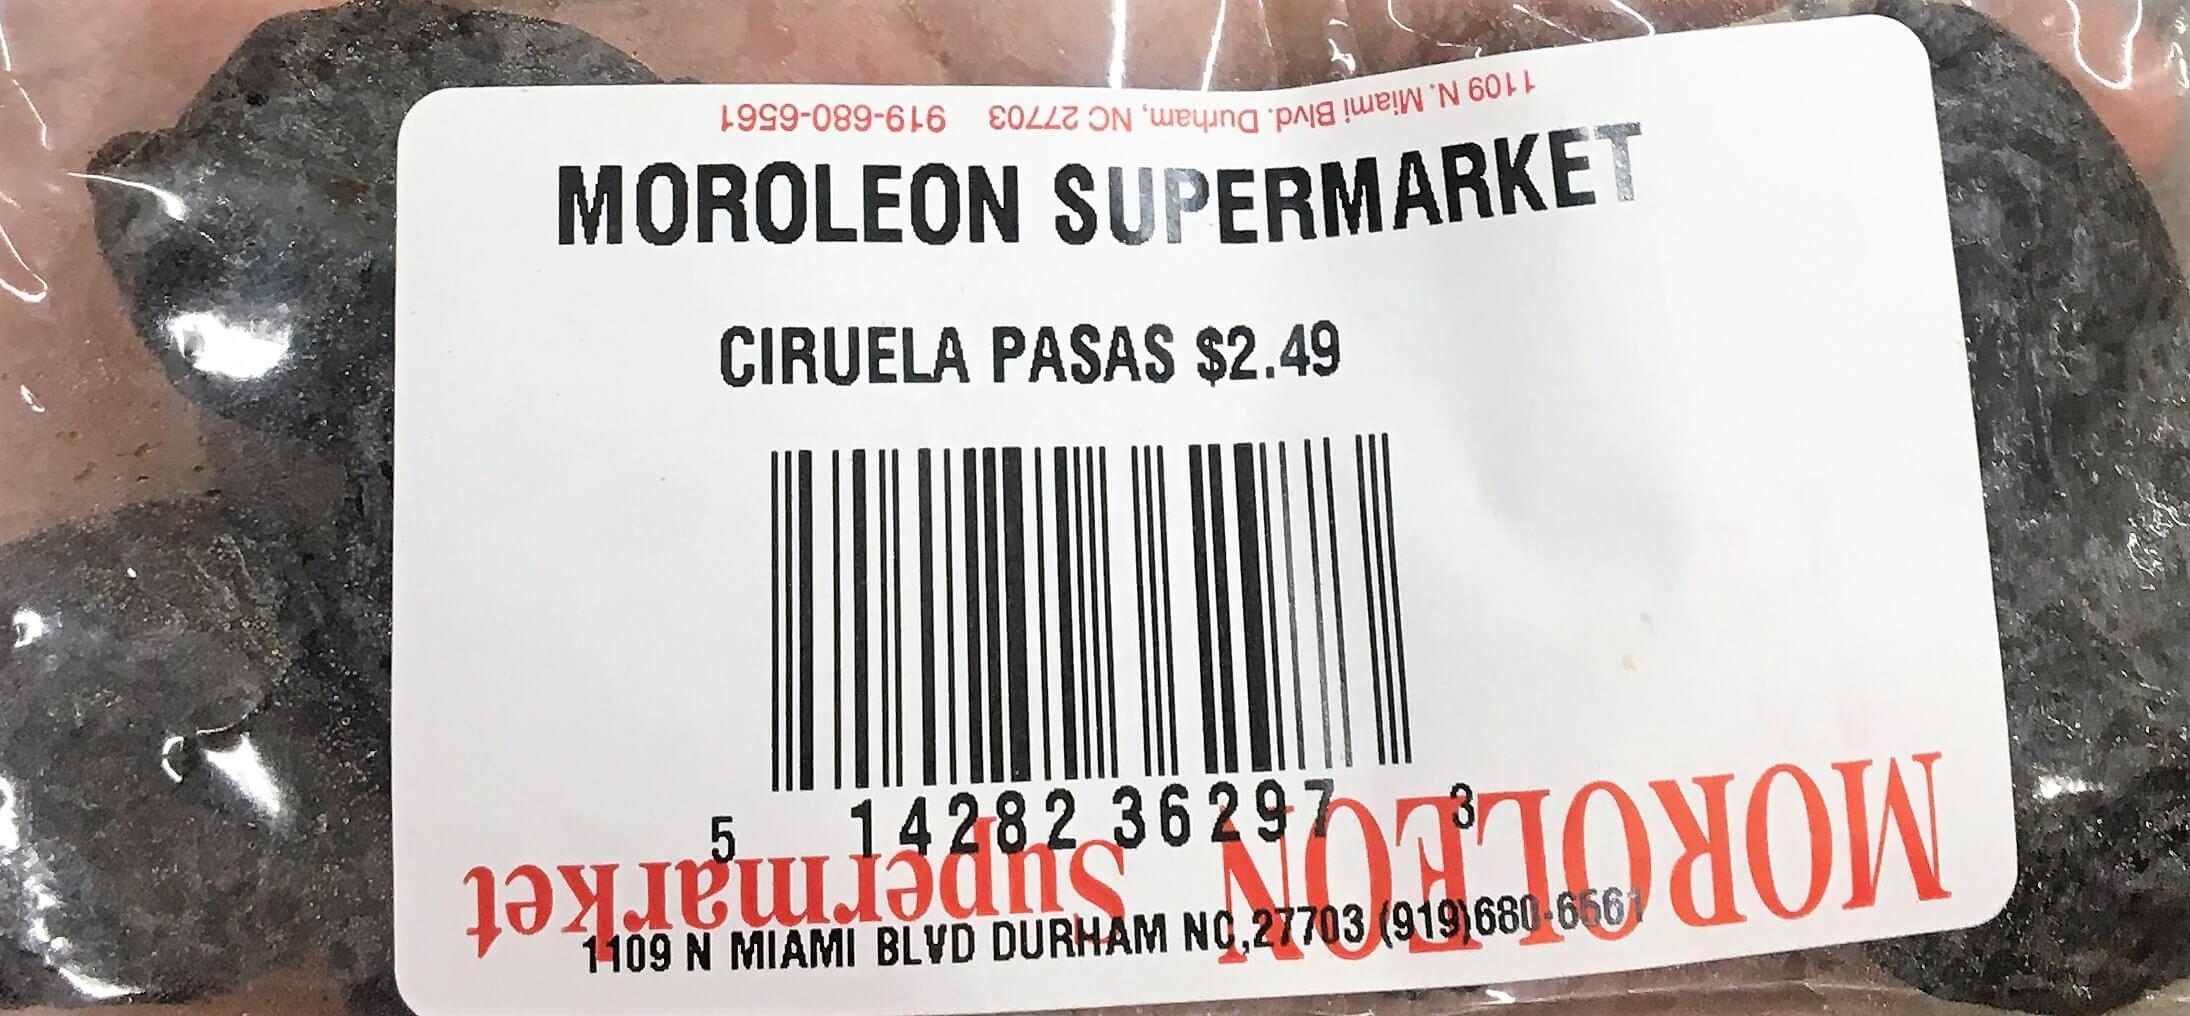 1109 N. Miami Blvd. Durham, NC 27703 919-680-6561
MOROLEON SUPERMARKET
CIRUELA PASAS $2.49
5 14282 36297 3
MOROLEON Supermarket
1109 N MIAMI BLVD DURHAM NC,27703 (919)680-6561